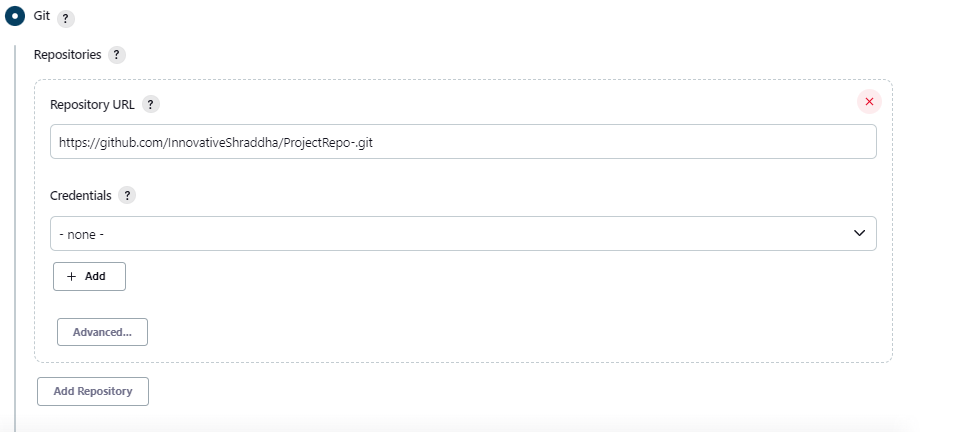 Git ?
Repositories ?
Repository URL ?
https://github.com/InnovativeShraddha/ProjectRepo-.git
Credentials ?
- none -
+ Add
Advanced...
Add Repository